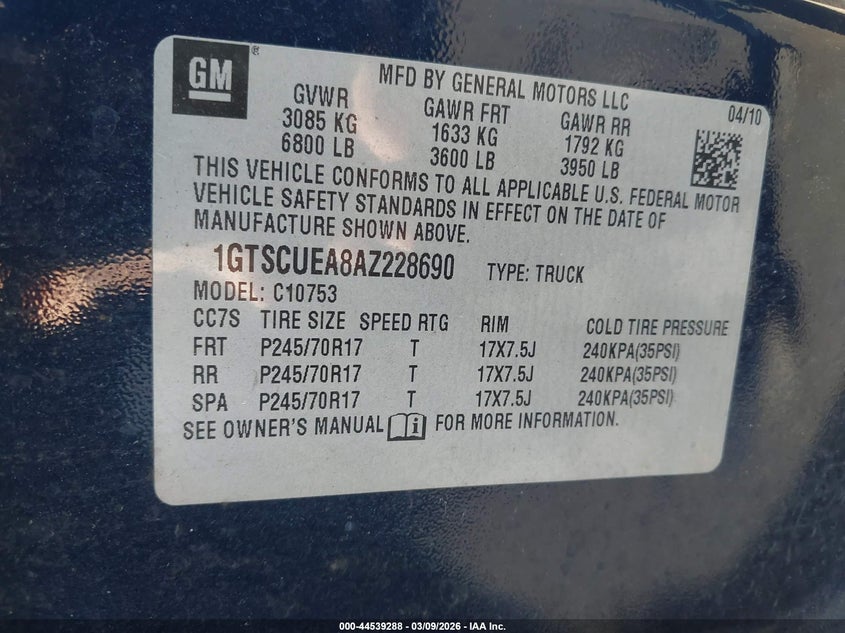 GM ®
MFD BY GENERAL MOTORS LLC
GVWR GAWR FRT GAWR RR 04/10
3085 KG 1633 KG 1792 KG
6800 LB 3600 LB 3950 LB
THIS VEHICLE CONFORMS TO ALL APPLICABLE U.S. FEDERAL MOTOR
VEHICLE SAFETY STANDARDS IN EFFECT ON THE DATE OF
MANUFACTURE SHOWN ABOVE.
1GTSCUEA8AZ228690 TYPE: TRUCK
MODEL: C10753
CC7S TIRE SIZE SPEED RTG RIM COLD TIRE PRESSURE
FRT P245/70R17 T 17X7.5J 240KPA(35PSI)
RR P245/70R17 T 17X7.5J 240KPA(35PSI)
SPA P245/70R17 T 17X7.5J 240KPA(35PSI)
SEE OWNER'S MANUAL i FOR MORE INFORMATION.
000-44539288 — 03/09/2026 — IAA Inc.